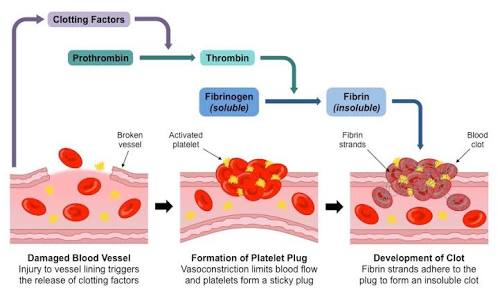 Clotting Factors
Prothrombin
Thrombin
Fibrinogen
(soluble)
Fibrin
(insoluble)
Broken
vessel
Activated
platelet
Fibrin
strands
Blood
clot
Damaged Blood Vessel
Injury to vessel lining triggers
the release of clotting factors
Formation of Platelet Plug
Vasoconstriction limits blood flow
and platelets form a sticky plug
Development of Clot
Fibrin strands adhere to the
plug to form an insoluble clot